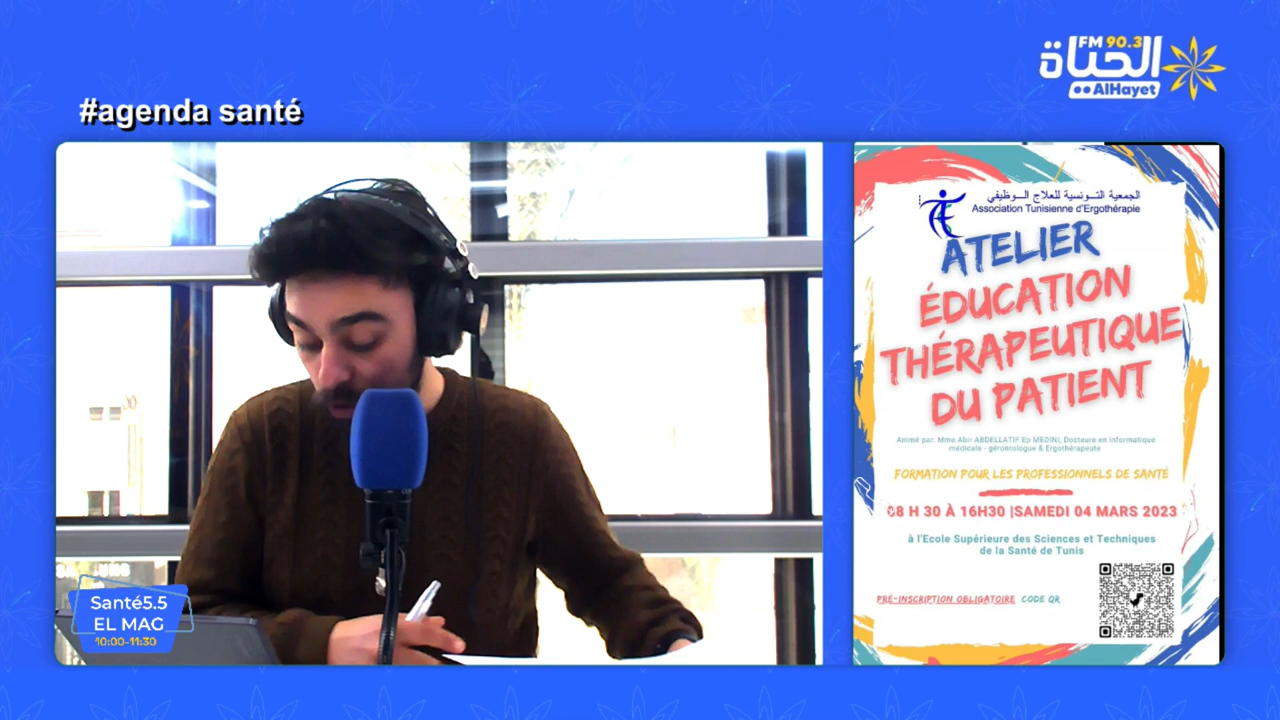 FM 90.3
الحياة
AlHayet
#agenda santé
الجمعية التونسية للعلاج الوظيفي
Association Tunisienne d'Ergothérapie
ATELIER
ÉDUCATION
THÉRAPEUTIQUE
DU PATIENT
Animé par: Mme Abir ABDELLATIF Ep MEDINI, Docteure en informatique
médicale - gérontologue & Ergothérapeute
FORMATION POUR LES PROFESSIONNELS DE SANTÉ
08 H 30 À 16H30 |SAMEDI 04 MARS 2023
à l'Ecole Supérieure des Sciences et Techniques
de la Santé de Tunis
PRÉ-INSCRIPTION OBLIGATOIRE CODE QR
Santé5.5
EL MAG
10:00-11:30